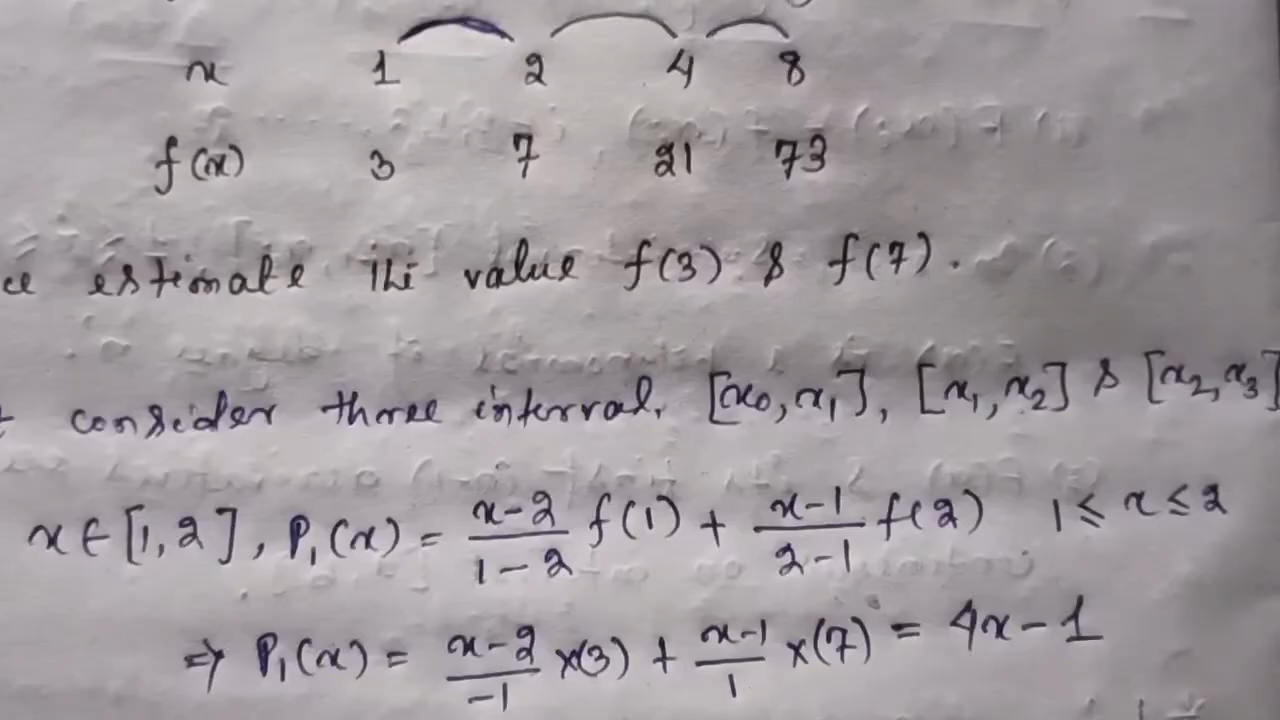 x 1 2 4 8
f(x) 3 7 21 73
estimate the value f(3) & f(7).
consider three interval, [x₀,x₁], [x₁,x₂] & [x₂,x₃]
x ∈ [1,2], P₁(x) = (x-2)/(1-2) f(1) + (x-1)/(2-1) f(2) 1 ≤ x ≤ 2
⇒ P₁(x) = (x-2)/(-1) ×(3) + (x-1)/1 ×(7) = 4x-1